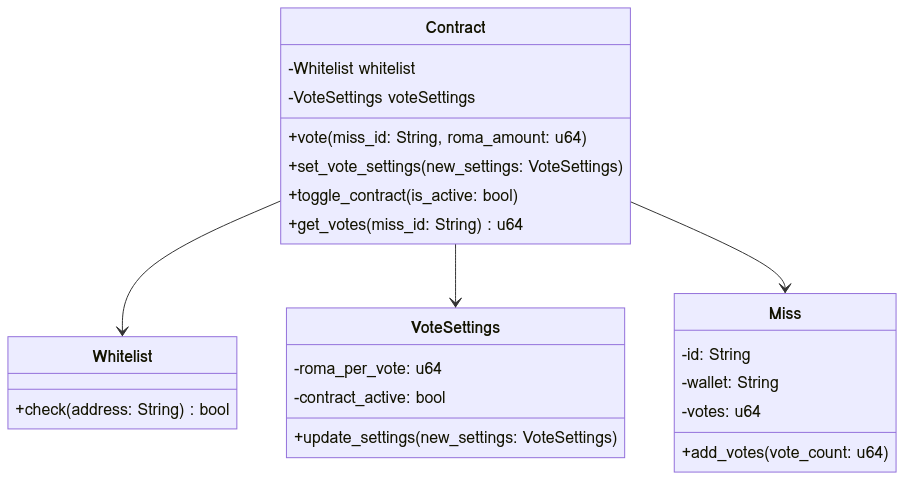 Contract
-Whitelist whitelist
-VoteSettings voteSettings
+vote(miss_id: String, roma_amount: u64)
+set_vote_settings(new_settings: VoteSettings)
+toggle_contract(is_active: bool)
+get_votes(miss_id: String) : u64
Whitelist
+check(address: String) : bool
VoteSettings
-roma_per_vote: u64
-contract_active: bool
+update_settings(new_settings: VoteSettings)
Miss
-id: String
-wallet: String
-votes: u64
+add_votes(vote_count: u64)